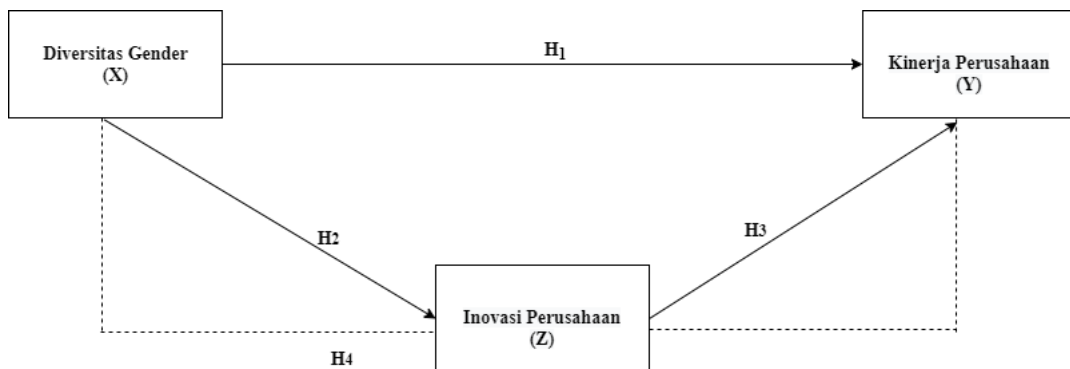 Diversitas Gender
(X)
H1
Kinerja Perusahaan
(Y)
H2
H3
Inovasi Perusahaan
(Z)
H4